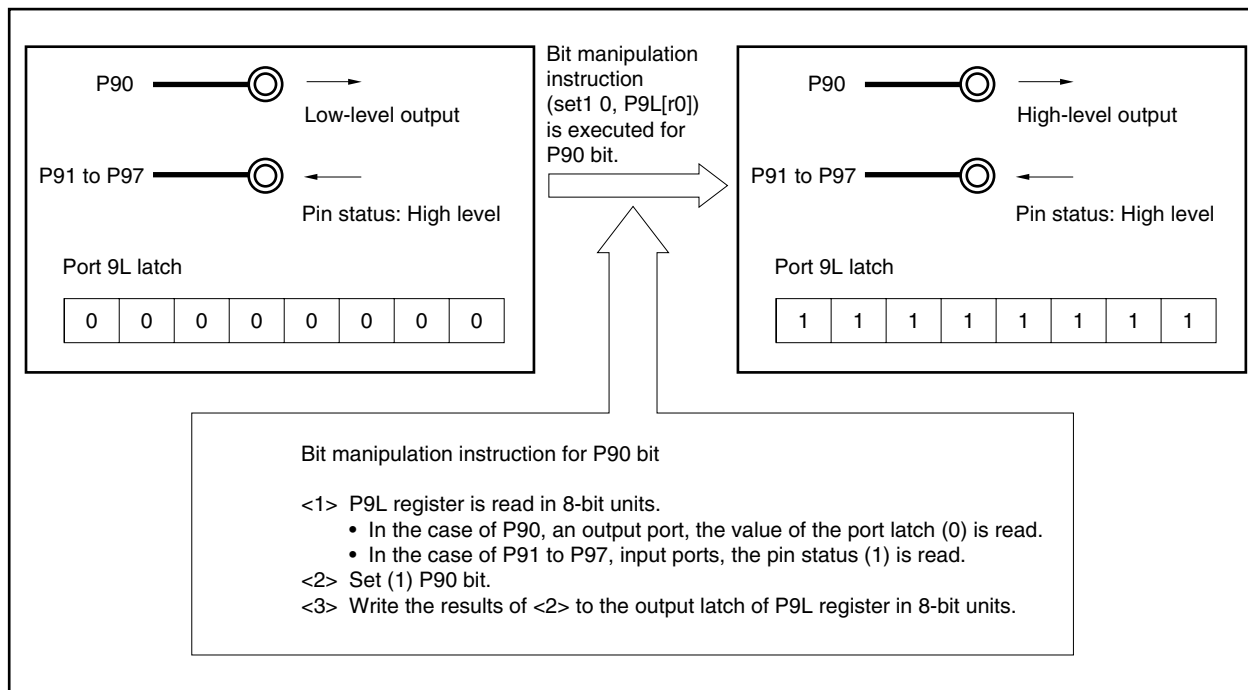 P90
Low-level output
P91 to P97
Pin status: High level
Port 9L latch
0 0 0 0 0 0 0 0
Bit manipulation
instruction
(set1 0, P9L[r0])
is executed for
P90 bit.
P90
High-level output
P91 to P97
Pin status: High level
Port 9L latch
1 1 1 1 1 1 1 1
Bit manipulation instruction for P90 bit
<1> P9L register is read in 8-bit units.
• In the case of P90, an output port, the value of the port latch (0) is read.
• In the case of P91 to P97, input ports, the pin status (1) is read.
<2> Set (1) P90 bit.
<3> Write the results of <2> to the output latch of P9L register in 8-bit units.